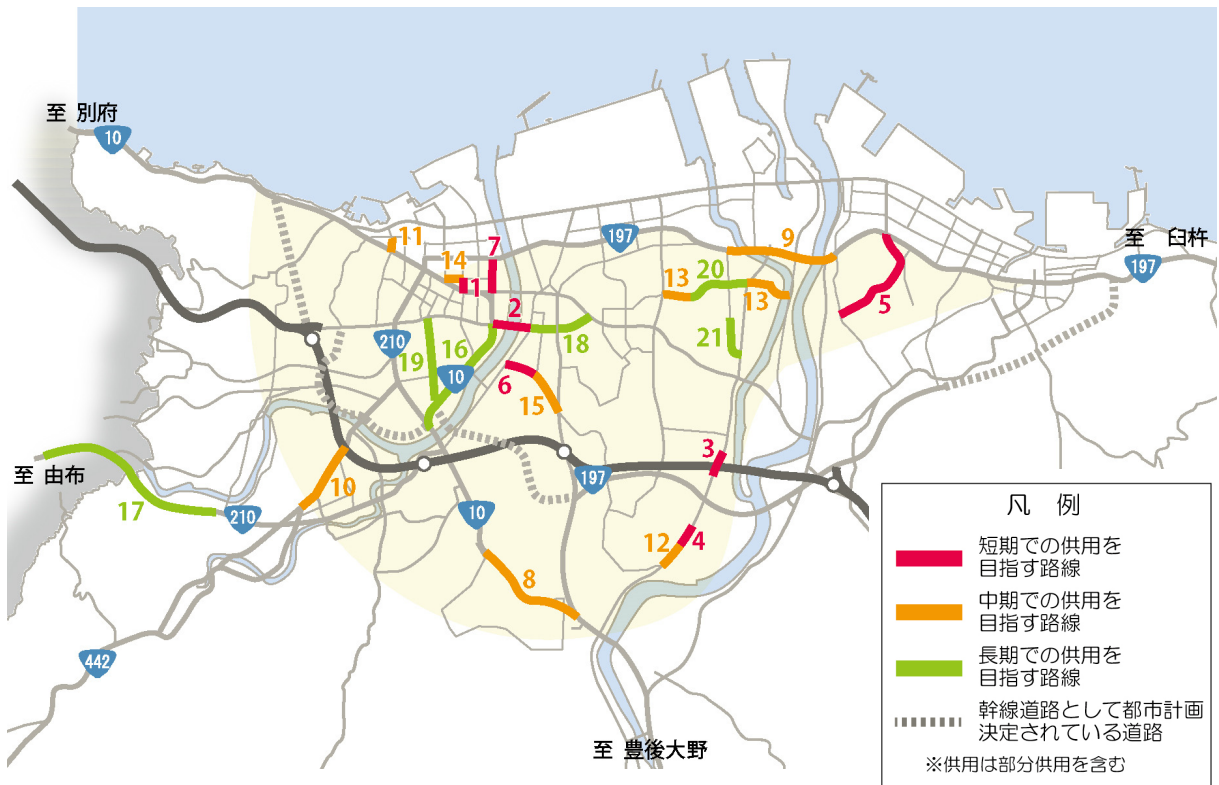 至 別府
10
11
7
197
9
至 臼杵
197
14
1
13
20
13
5
2
210
19
16
18
21
10
6
15
3
至 由布
10
197
17
210
10
12
4
8
442
至 豊後大野
凡 例
短期での供用を
目指す路線
中期での供用を
目指す路線
長期での供用を
目指す路線
幹線道路として都市計画
決定されている道路
※供用は部分供用を含む